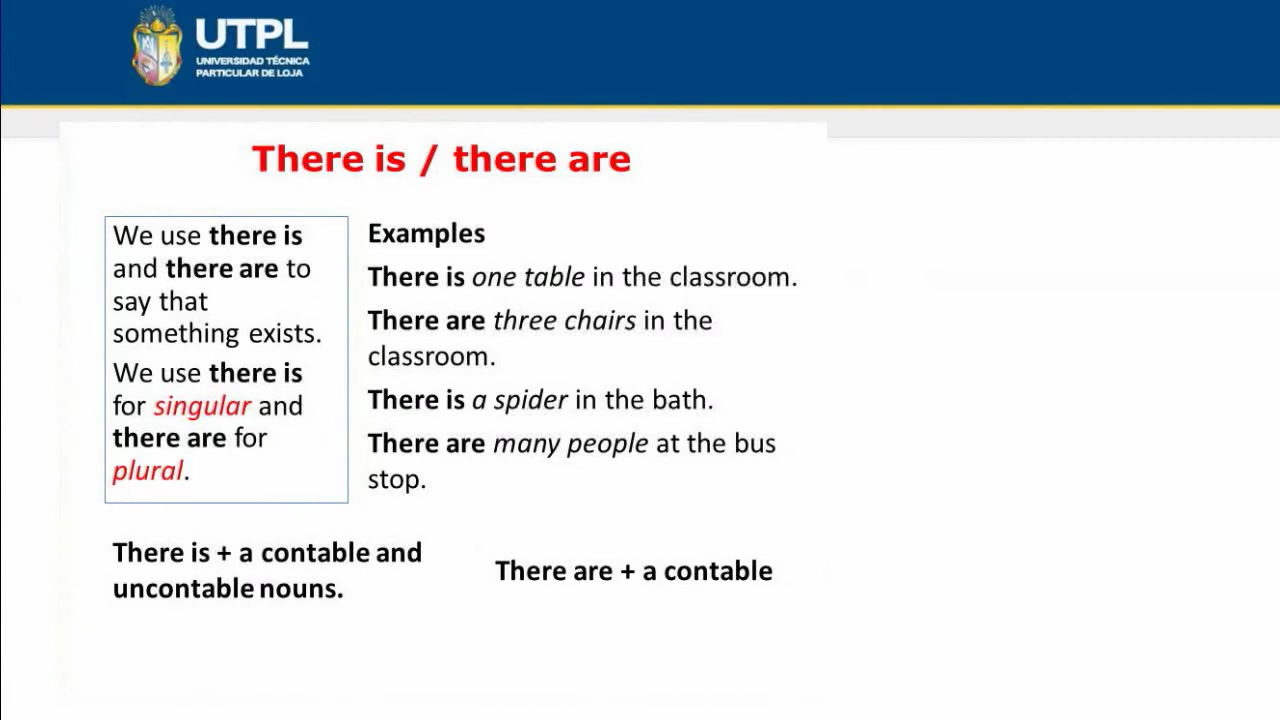 UTPL
UNIVERSIDAD TÉCNICA
PARTICULAR DE LOJA
There is / there are
We use there is
and there are to
say that
something exists.
We use there is
for singular and
there are for
plural.
Examples
There is one table in the classroom.
There are three chairs in the
classroom.
There is a spider in the bath.
There are many people at the bus
stop.
There is + a contable and
uncontable nouns.
There are + a contable